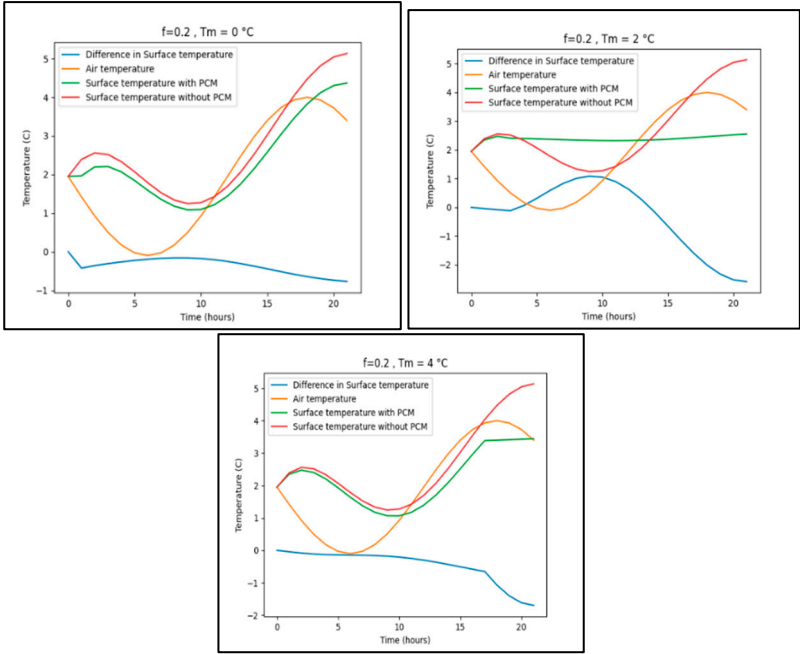 f=0.2 , Tm = 0 °C
Difference in Surface temperature
Air temperature
Surface temperature with PCM
Surface temperature without PCM
Temperature (C)
5
4
3
2
1
0
−1
0
5
10
15
20
Time (hours)
f=0.2 , Tm = 2 °C
Difference in Surface temperature
Air temperature
Surface temperature with PCM
Surface temperature without PCM
Temperature (C)
5
4
3
2
1
0
−1
−2
0
5
10
15
20
Time (hours)
f=0.2 , Tm = 4 °C
Difference in Surface temperature
Air temperature
Surface temperature with PCM
Surface temperature without PCM
Temperature (C)
5
4
3
2
1
0
−1
−2
0
5
10
15
20
Time (hours)